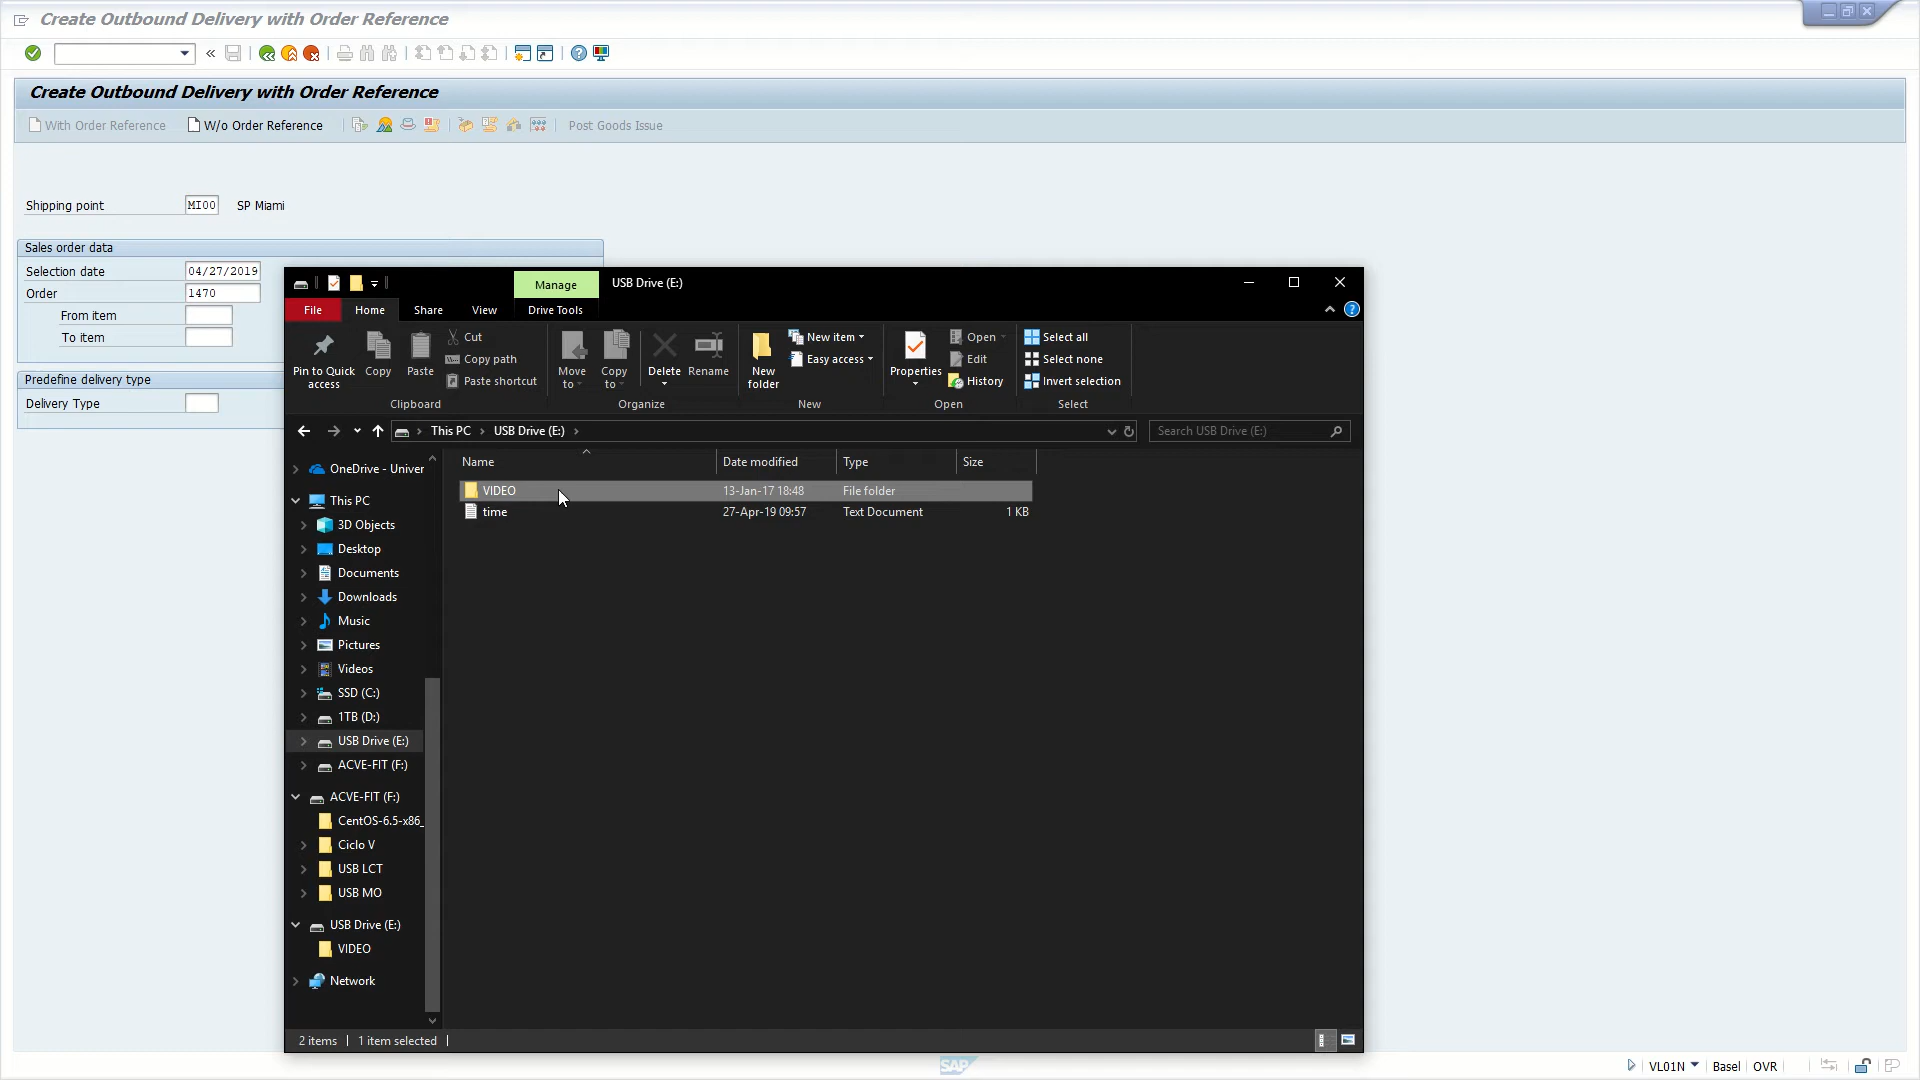 Create Outbound Delivery with Order Reference
Create Outbound Delivery with Order Reference
With Order Reference W/o Order Reference Post Goods Issue
Shipping point MI00 SP Miami
Sales order data
Selection date 04/27/2019
Order 1470
From item
To item
Predefine delivery type
Delivery Type
Manage USB Drive (E:)
File Home Share View Drive Tools
Pin to Quick access
Copy
Paste
Cut
Copy path
Paste shortcut
Clipboard
Move to
Copy to
Delete
Rename
Organize
New folder
New item
Easy access
New
Properties
Open
Edit
History
Open
Select all
Select none
Invert selection
Select
This PC USB Drive (E:) Search USB Drive (E:)
Name Date modified Type Size
VIDEO 13-Jan-17 18:48 File folder
time 27-Apr-19 09:57 Text Document 1 KB
OneDrive - Univer
This PC
3D Objects
Desktop
Documents
Downloads
Music
Pictures
Videos
SSD (C:)
1TB (D:)
USB Drive (E:)
ACVE-FIT (F:)
ACVE-FIT (F:)
CentOS-6.5-x86_
Ciclo V
USB LCT
USB MO
USB Drive (E:)
VIDEO
Network
2 items 1 item selected
SAP
VL01N Basel OVR